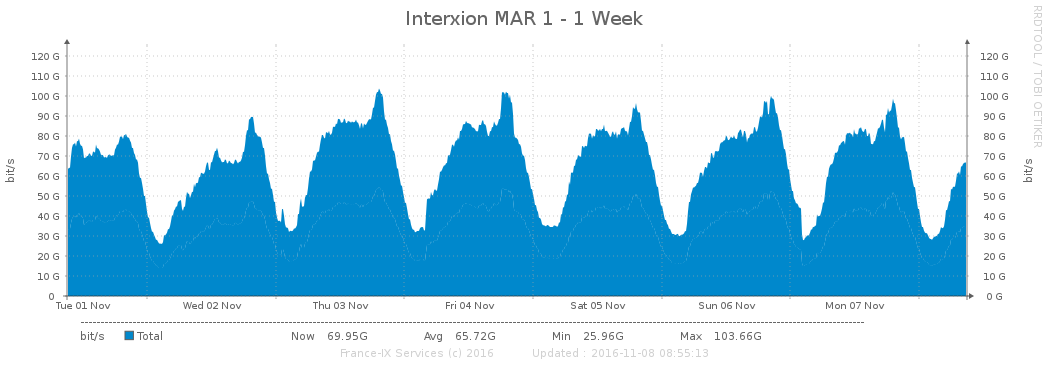 Interxion MAR 1 - 1 Week
RRDTOOL / TOBI OETIKER
bit/s
120 G
110 G
100 G
90 G
80 G
70 G
60 G
50 G
40 G
30 G
20 G
10 G
0
120 G
110 G
100 G
90 G
80 G
70 G
60 G
50 G
40 G
30 G
20 G
10 G
0 G
bit/s
Tue 01 Nov Wed 02 Nov Thu 03 Nov Fri 04 Nov Sat 05 Nov Sun 06 Nov Mon 07 Nov
bit/s Total Now 69.95G Avg 65.72G Min 25.96G Max 103.66G
France-IX Services (c) 2016 Updated : 2016-11-08 08:55:13